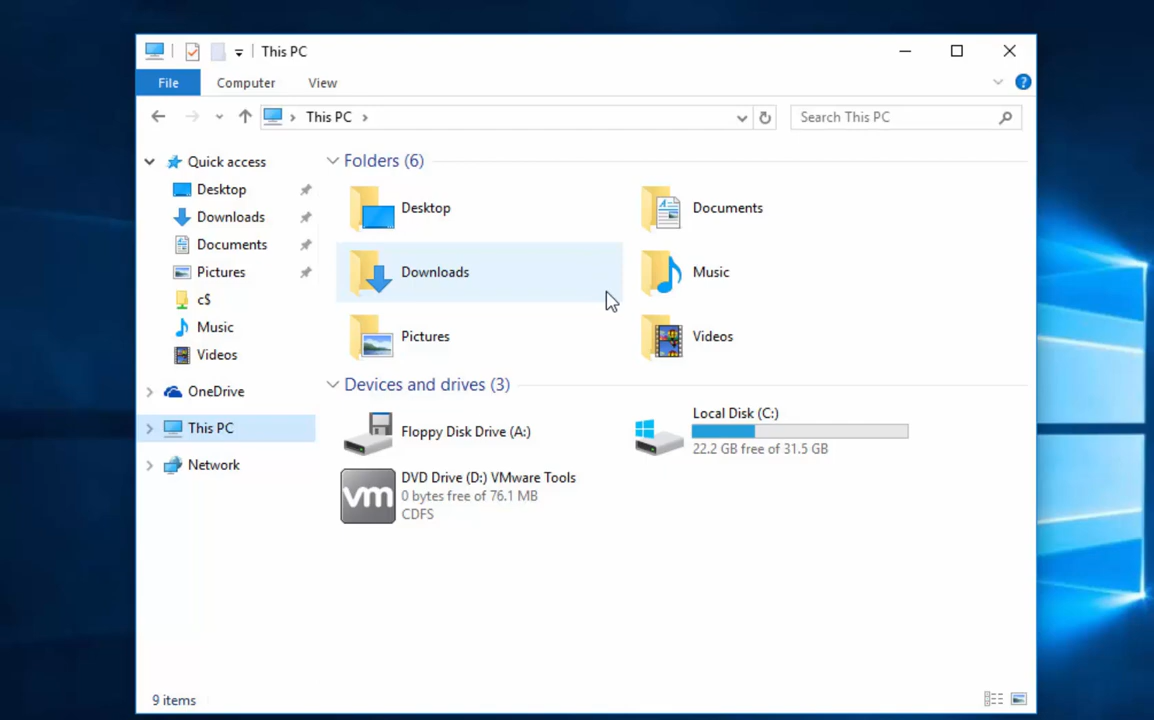 This PC
File Computer View
This PC
Search This PC
Quick access
Desktop
Downloads
Documents
Pictures
c$
Music
Videos
OneDrive
This PC
Network
Folders (6)
Desktop
Documents
Downloads
Music
Pictures
Videos
Devices and drives (3)
Floppy Disk Drive (A:)
Local Disk (C:)
22.2 GB free of 31.5 GB
vm
DVD Drive (D:) VMware Tools
0 bytes free of 76.1 MB
CDFS
9 items